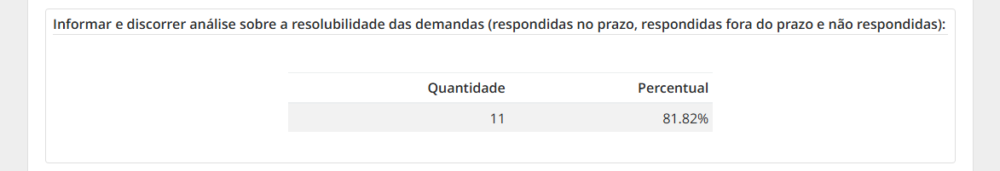 Informar e discorrer análise sobre a resolubilidade das demandas (respondidas no prazo, respondidas fora do prazo e não respondidas):
Quantidade Percentual
11 81.82%